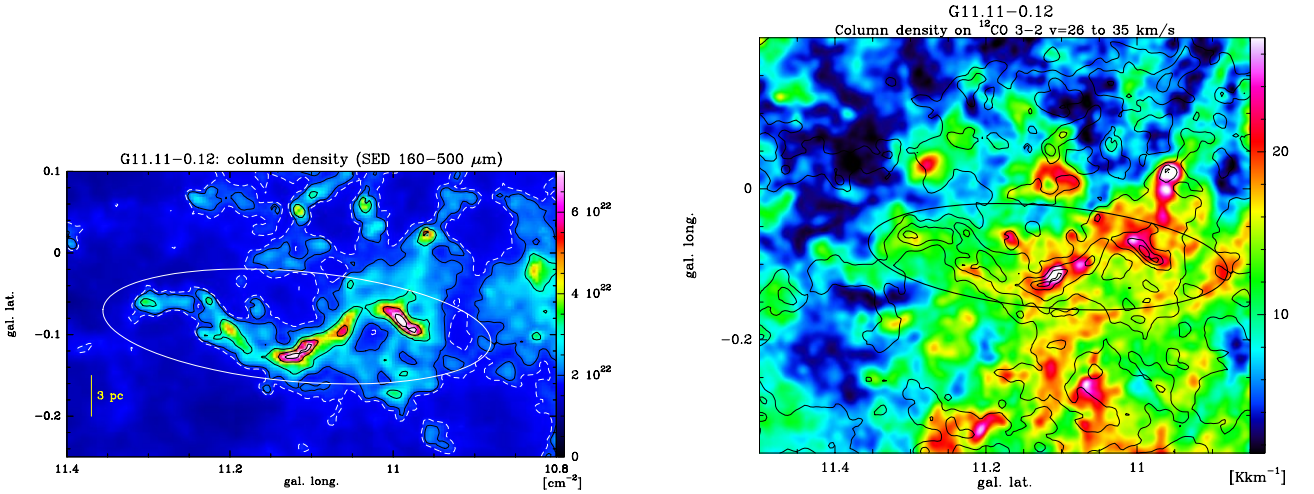 G11.11−0.12: column density (SED 160−500 μm)
0.1
0
−0.1
−0.2
gal. lat.
3 pc
11.4
11.2
11
10.8
gal. long.
6 10²²
4 10²²
2 10²²
0
[cm⁻²]
G11.11−0.12
Column density on ¹²CO 3−2 v=26 to 35 km/s
0
−0.2
gal. long.
11.4
11.2
11
gal. lat.
20
10
[Kkm⁻¹]